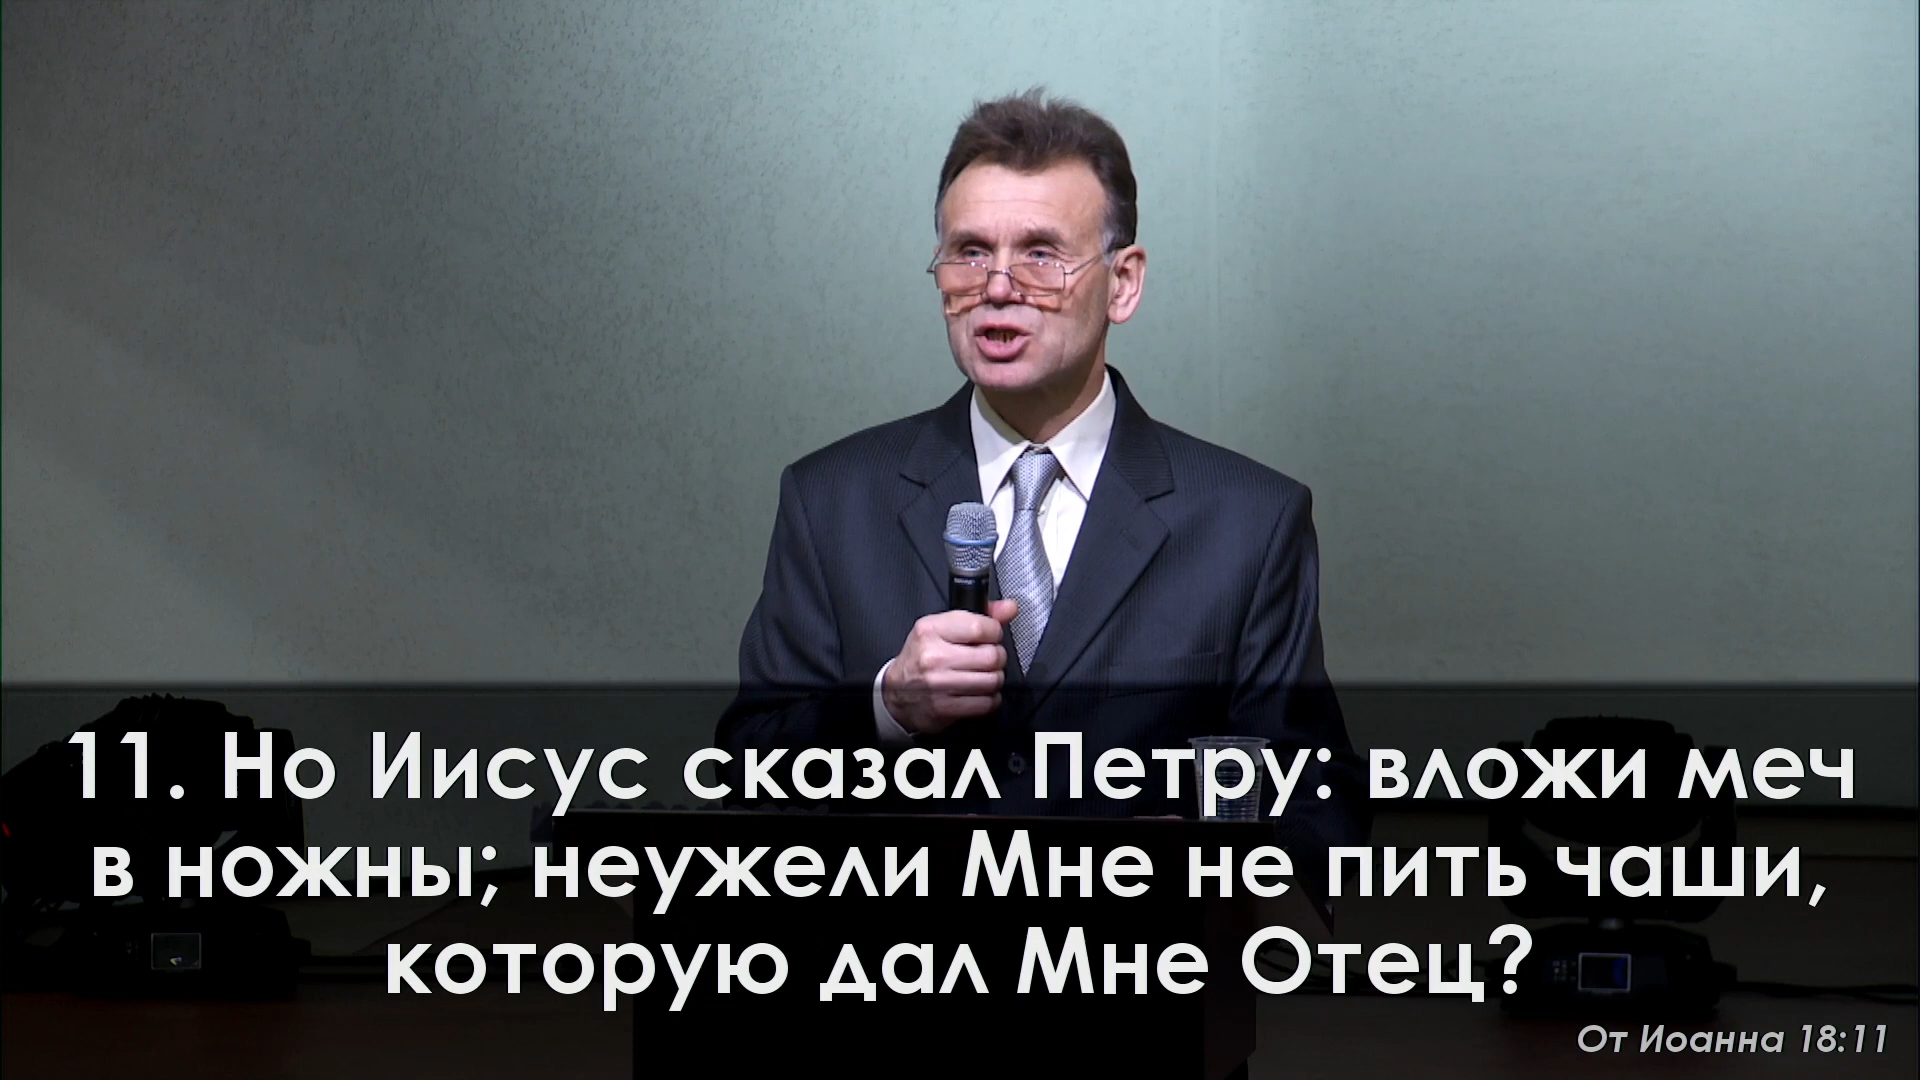 11. Но Иисус сказал Петру: вложи меч
в ножны; неужели Мне не пить чаши,
которую дал Мне Отец?
От Иоанна 18:11